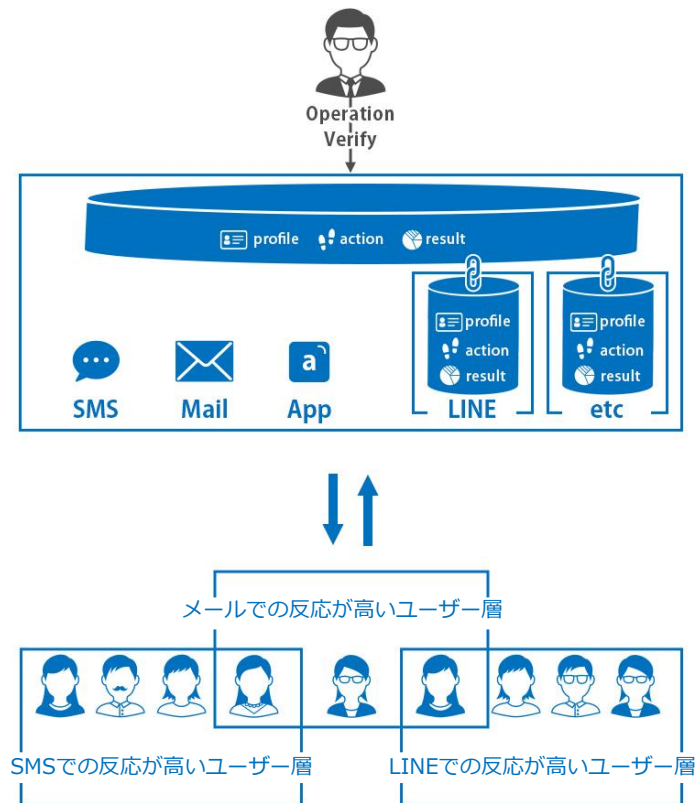 Operation
Verify
profile action result
profile
action
result
profile
action
result
SMS Mail App LINE etc
メールでの反応が高いユーザー層
SMSでの反応が高いユーザー層
LINEでの反応が高いユーザー層